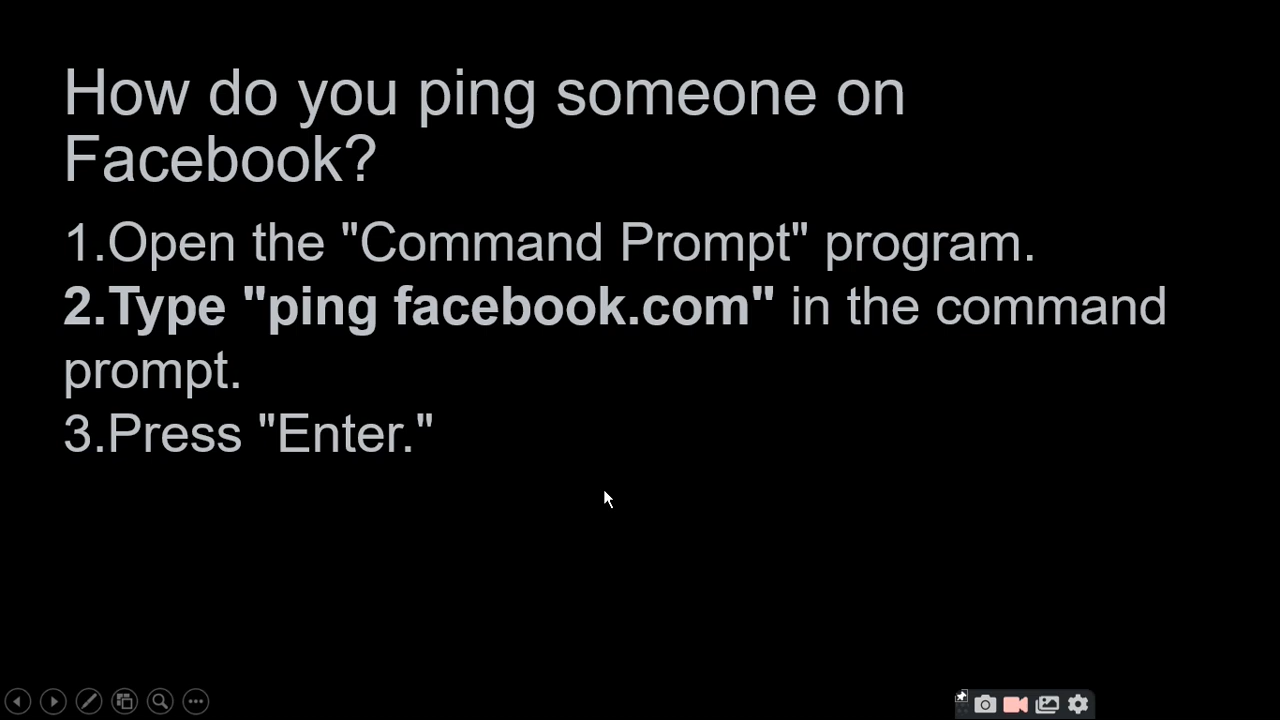 How do you ping someone on
Facebook?
1.Open the "Command Prompt" program.
2.Type "ping facebook.com" in the command
prompt.
3.Press "Enter."